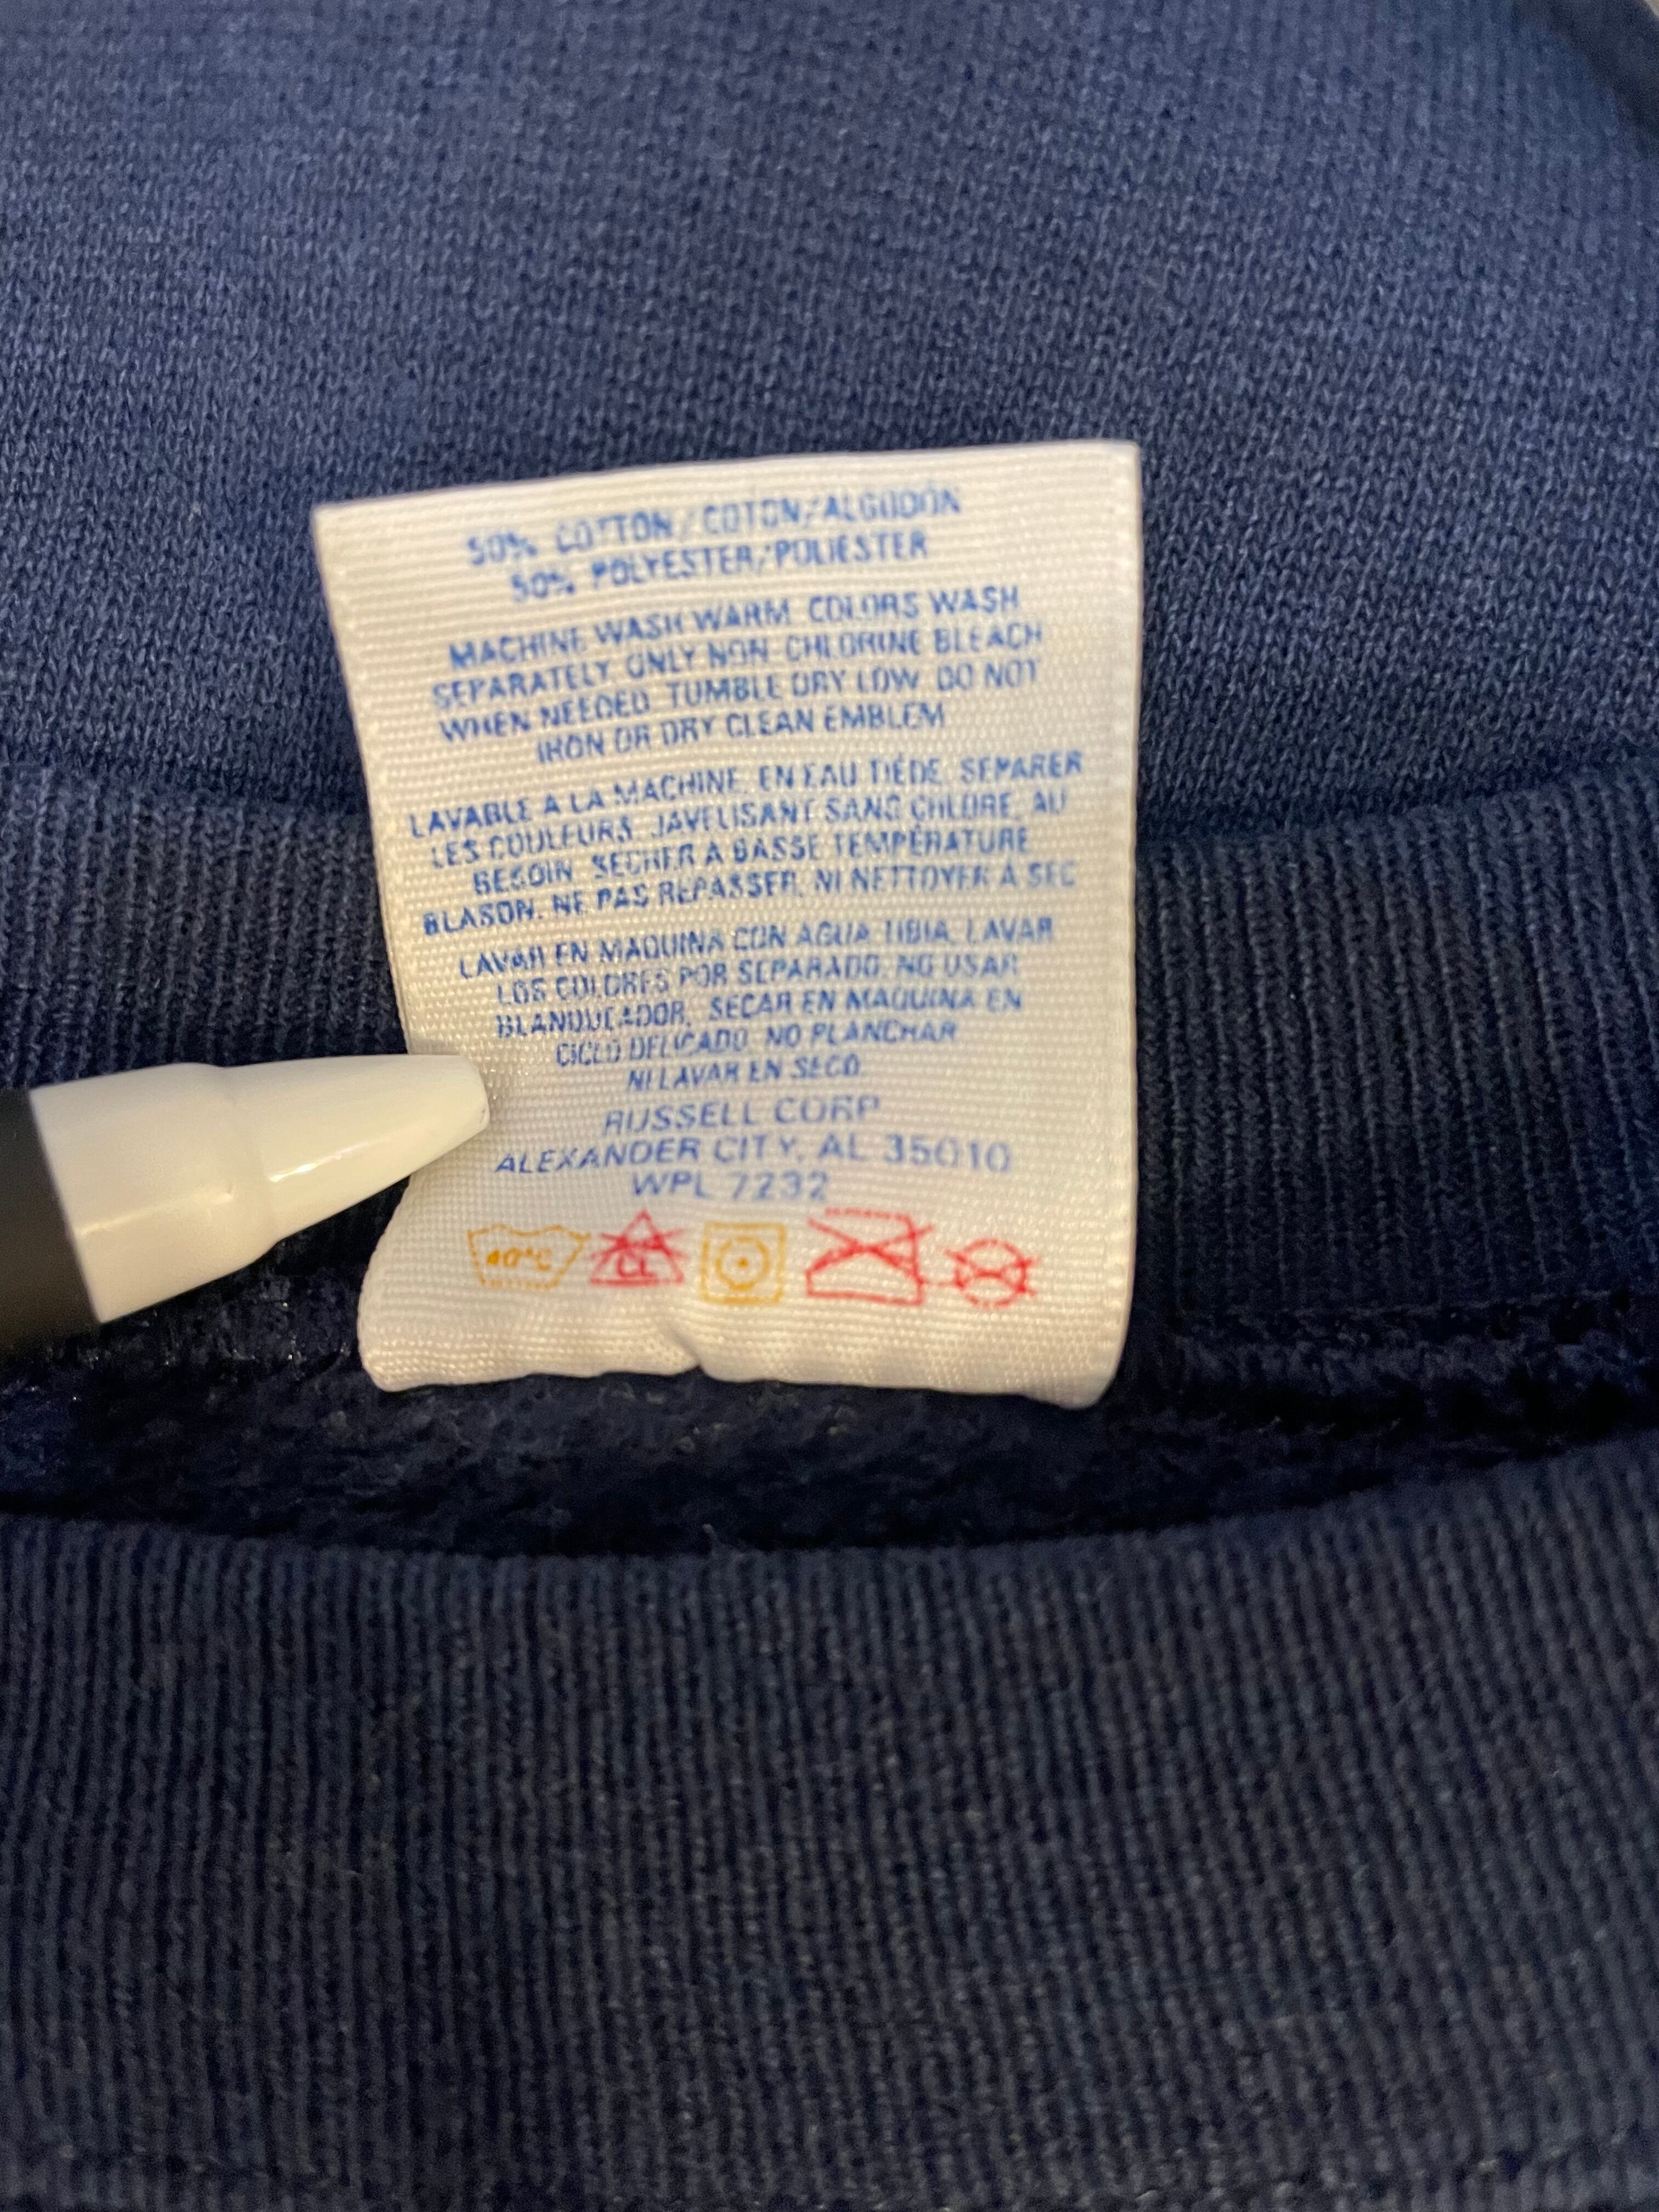 50% COTTON/COTON/ALGODÓN
50% POLYESTER/POLIÉSTER
MACHINE WASH WARM. COLORS WASH
SEPARATELY. ONLY NON-CHLORINE BLEACH
WHEN NEEDED. TUMBLE DRY LOW. DO NOT
IRON OR DRY CLEAN EMBLEM
LAVABLE A LA MACHINE, EN EAU TIÉDE. SEPARER
LES COULEURS. JAVELISANT SANS CHLORE, AU
BESOIN. SECHER A BASSE TEMPÉRATURE
BLASON. NE PAS REPASSER, NI NETTOYER À SEC
LAVAR EN MAQUINA CON AGUA TIBIA. LAVAR
LOS COLORES POR SEPARADO. NO USAR
BLANQUEADOR. SECAR EN MAQUINA EN
CICLO DELICADO. NO PLANCHAR
NI LAVAR EN SECO.
RUSSELL CORP
ALEXANDER CITY, AL 35010
WPL 7232
40°C CL